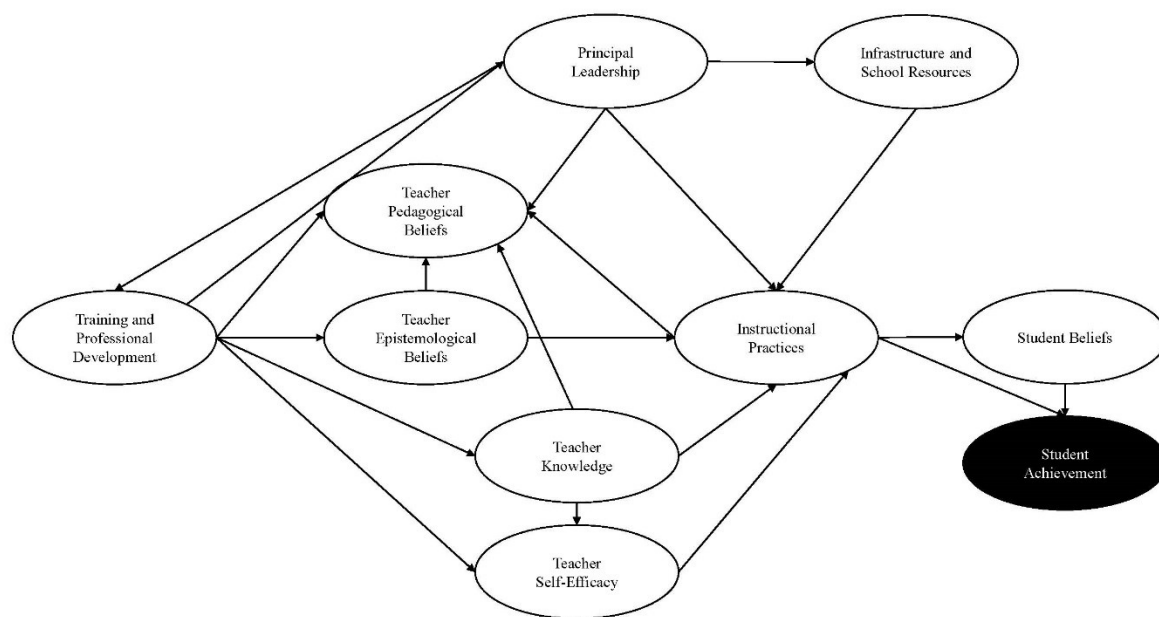 Principal
Leadership
Infrastructure and
School Resources
Teacher
Pedagogical
Beliefs
Training and
Professional
Development
Teacher
Epistemological
Beliefs
Instructional
Practices
Student Beliefs
Teacher
Knowledge
Student
Achievement
Teacher
Self-Efficacy